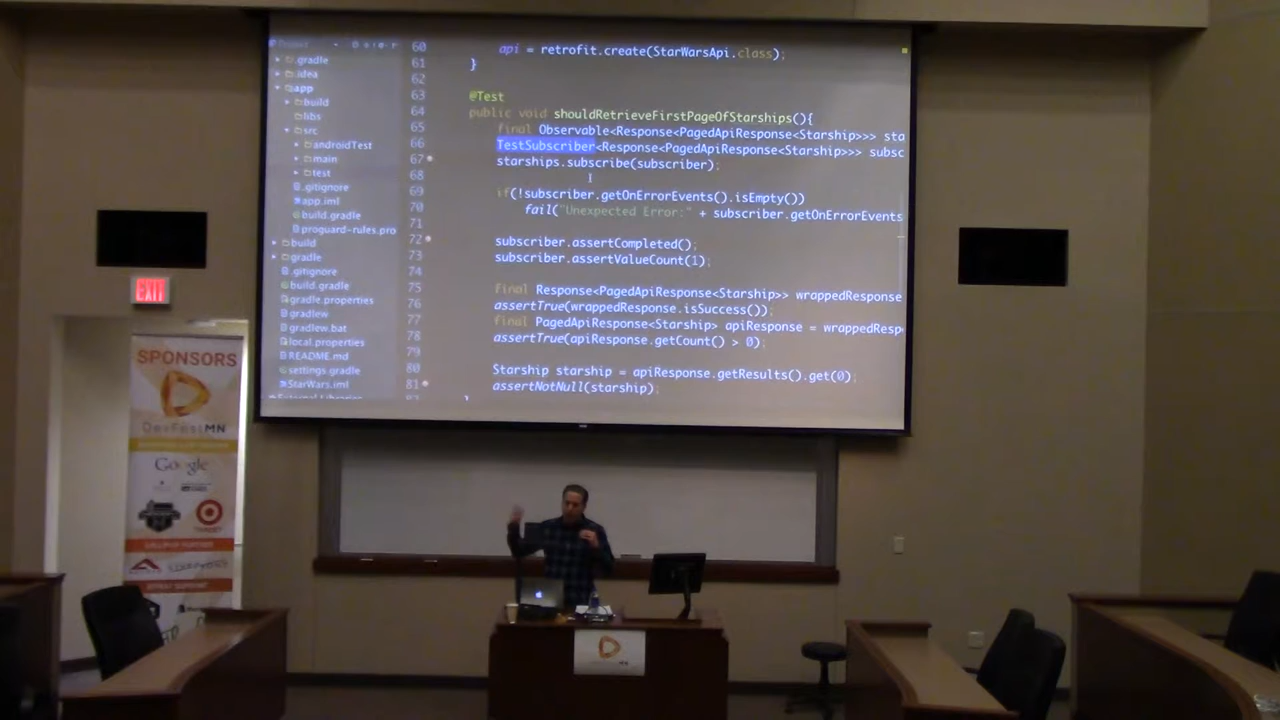 Project
.gradle
.idea
app
build
libs
src
androidTest
main
test
.gitignore
app.iml
build.gradle
proguard-rules.pro
build
gradle
.gitignore
build.gradle
gradle.properties
gradlew
gradlew.bat
local.properties
README.md
settings.gradle
StarWars.iml
External Libraries
60 api = retrofit.create(StarWarsApi.class);
61 }
62
63 @Test
64 public void shouldRetrieveFirstPageOfStarships(){
65 final Observable<Response<PagedApiResponse<Starship>>> sta
66 TestSubscriber<Response<PagedApiResponse<Starship>>> subsc
67 starships.subscribe(subscriber);
68
69 if(!subscriber.getOnErrorEvents().isEmpty())
70 fail("Unexpected Error:" + subscriber.getOnErrorEvents
71
72 subscriber.assertCompleted();
73 subscriber.assertValueCount(1);
74
75 final Response<PagedApiResponse<Starship>> wrappedResponse
76 assertTrue(wrappedResponse.isSuccess());
77 final PagedApiResponse<Starship> apiResponse = wrappedResp
78 assertTrue(apiResponse.getCount() > 0);
79
80 Starship starship = apiResponse.getResults().get(0);
81 assertNotNull(starship);
82 }
EXIT
SPONSORS
DevFestMN
Google
TARGET